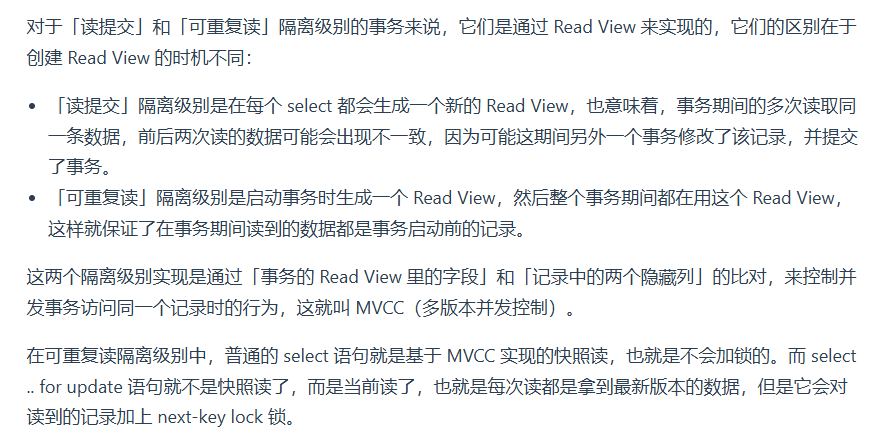 对于「读提交」和「可重复读」隔离级别的事务来说，它们是通过 Read View 来实现的，它们的区别在于
创建 Read View 的时机不同：
• 「读提交」隔离级别是在每个 select 都会生成一个新的 Read View，也意味着，事务期间的多次读取同
一条数据，前后两次读的数据可能会出现不一致，因为可能这期间另外一个事务修改了该记录，并提交
了事务。
• 「可重复读」隔离级别是启动事务时生成一个 Read View，然后整个事务期间都在用这个 Read View，
这样就保证了在事务期间读到的数据都是事务启动前的记录。
这两个隔离级别实现是通过「事务的 Read View 里的字段」和「记录中的两个隐藏列」的比对，来控制并
发事务访问同一个记录时的行为，这就叫 MVCC（多版本并发控制）。
在可重复读隔离级别中，普通的 select 语句就是基于 MVCC 实现的快照读，也就是不会加锁的。而 select
.. for update 语句就不是快照读了，而是当前读了，也就是每次读都是拿到最新版本的数据，但是它会对
读到的记录加上 next-key lock 锁。